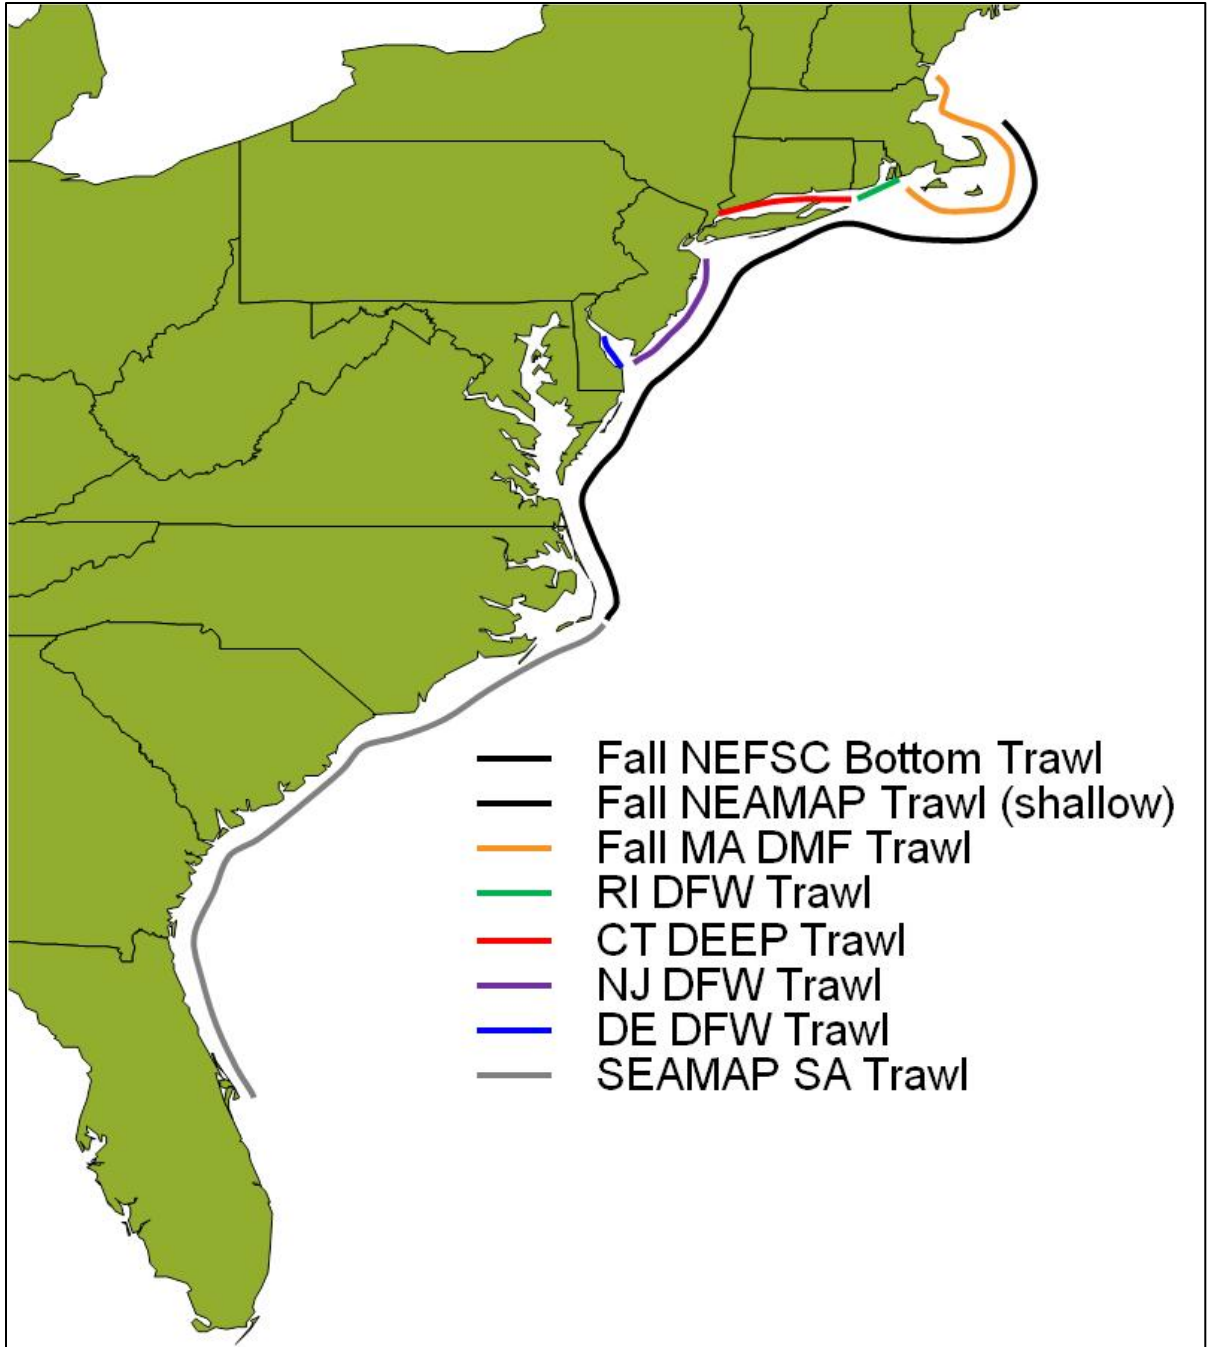 Fall NEFSC Bottom Trawl
Fall NEAMAP Trawl (shallow)
Fall MA DMF Trawl
RI DFW Trawl
CT DEEP Trawl
NJ DFW Trawl
DE DFW Trawl
SEAMAP SA Trawl